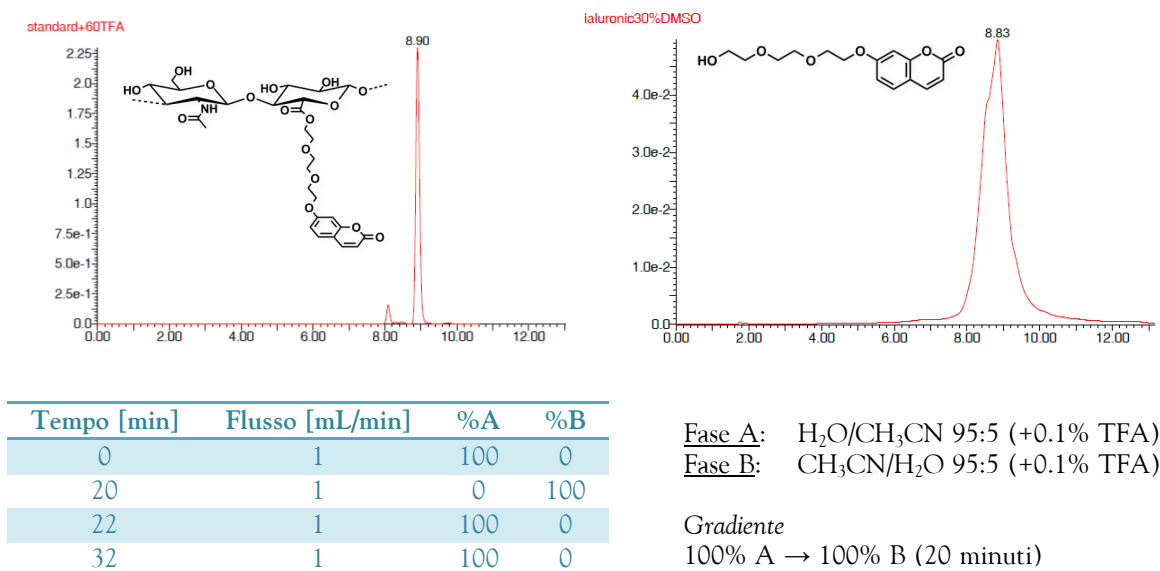 standard+60TFA
8.90
2.25
2.0
1.75
1.5
1.25
1.0
7.5e-1
5.0e-1
2.5e-1
0.0
0.00 2.00 4.00 6.00 8.00 10.00 12.00
OH
HO
O
NH
O
O
HO
OH
O
O
O
O
O
O
O
O
O
ialuronic30%DMSO
8.83
4.0e-2
3.0e-2
2.0e-2
1.0e-2
0.0
0.00 2.00 4.00 6.00 8.00 10.00 12.00
HO
O
O
O
O
O
Tempo [min] Flusso [mL/min] %A %B
0 1 100 0
20 1 0 100
22 1 100 0
32 1 100 0
Fase A: H₂O/CH₃CN 95:5 (+0.1% TFA)
Fase B: CH₃CN/H₂O 95:5 (+0.1% TFA)
Gradiente
100% A → 100% B (20 minuti)